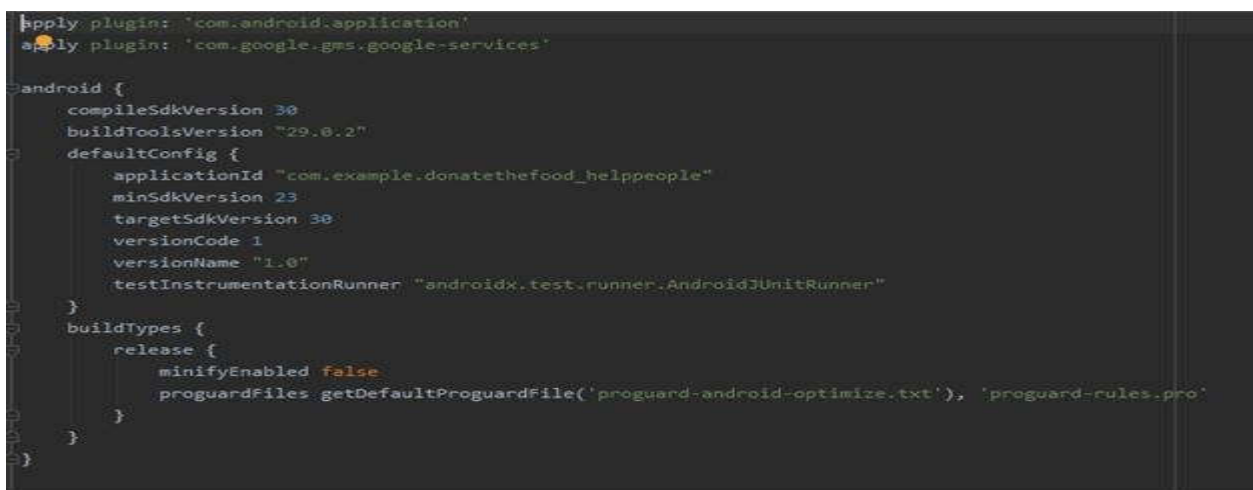 apply plugin: 'com.android.application'
apply plugin: 'com.google.gms.google-services'
android {
compileSdkVersion 30
buildToolsVersion "29.0.2"
defaultConfig {
applicationId "com.example.donatethefood_helppeople"
minSdkVersion 23
targetSdkVersion 30
versionCode 1
versionName "1.0"
testInstrumentationRunner "androidx.test.runner.AndroidJUnitRunner"
}
buildTypes {
release {
minifyEnabled false
proguardFiles getDefaultProguardFile('proguard-android-optimize.txt'), 'proguard-rules.pro'
}
}
}